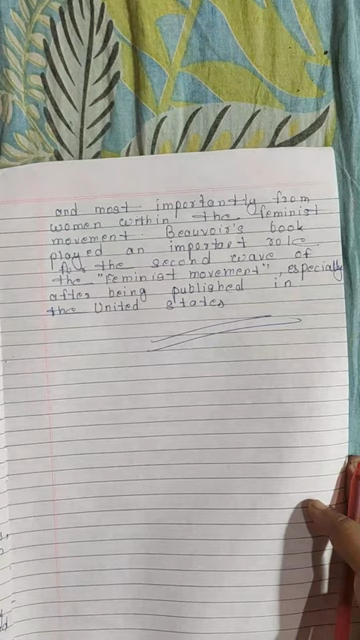 and most importantly from
women within the feminist
movement. Beauvoir's book
played an important role
the second wave of
the "feminist movement", especially
after being published in
the United States